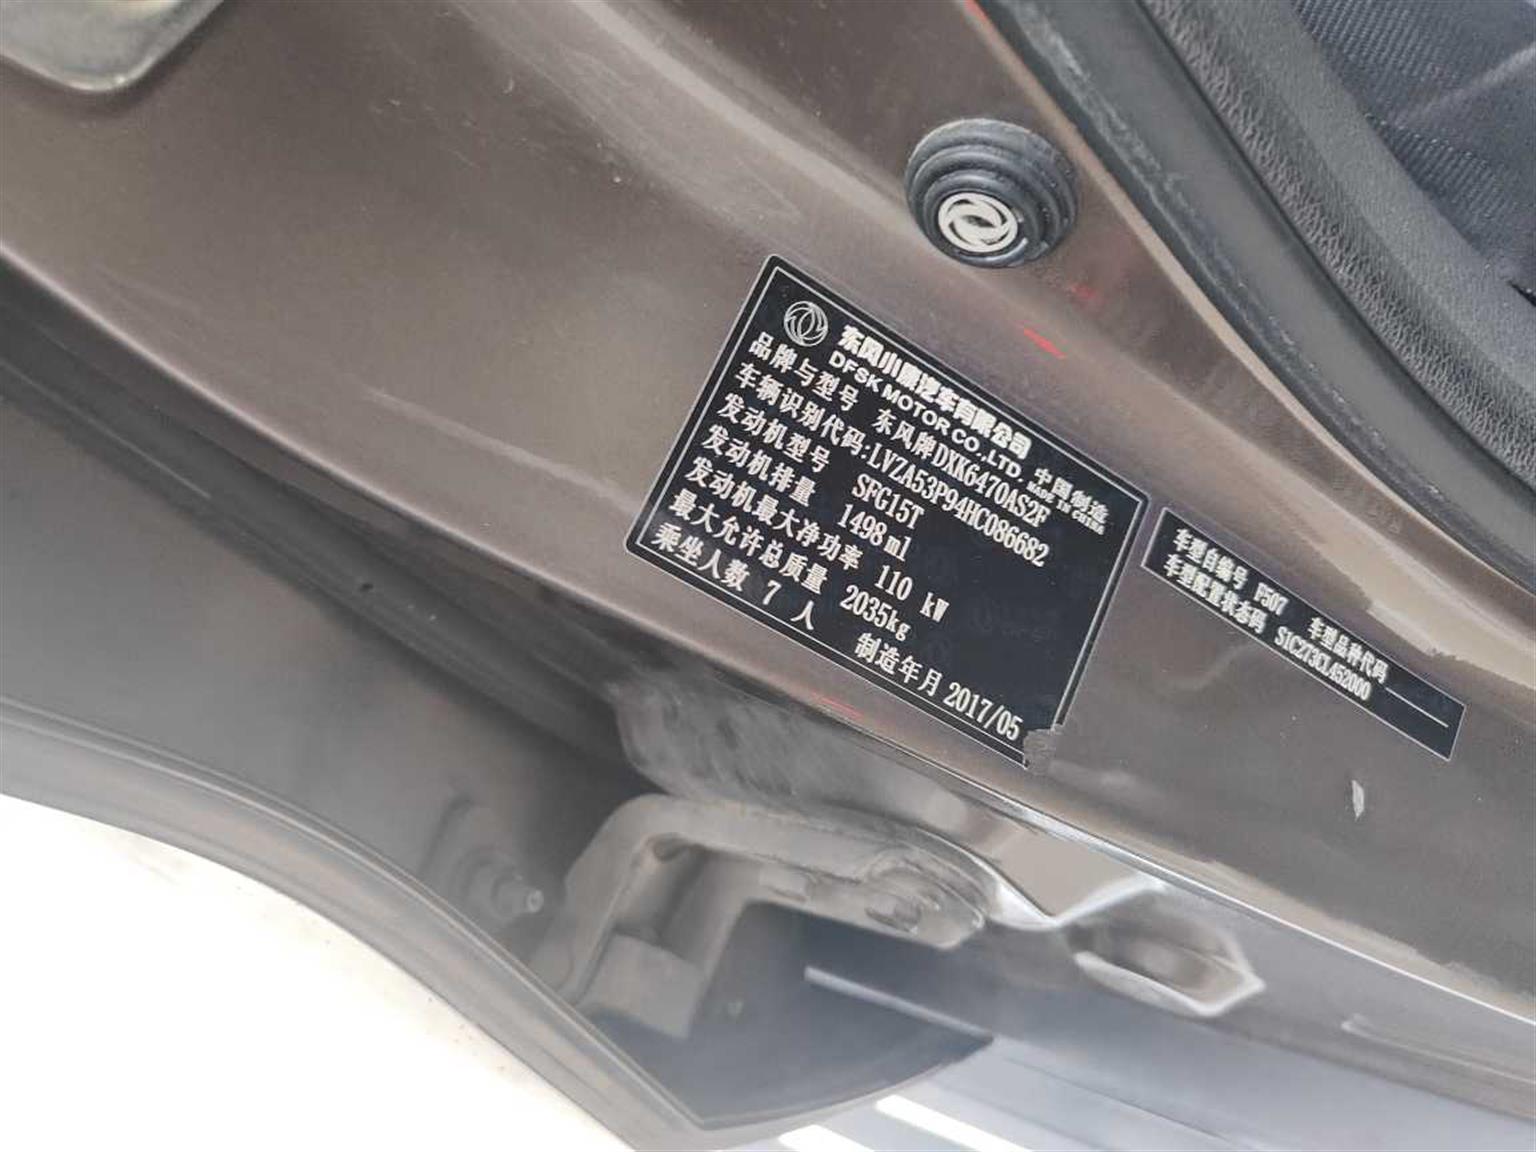 东风小康汽车有限公司 中国制造
DFSK MOTOR CO.,LTD. MADE IN CHINA
品牌与型号 东风牌DXK6470AS2F
车辆识别代码:LVZA53P94HC086682
发动机型号 SFG15T
发动机排量 1498ml
发动机最大净功率 110 kW
最大允许总质量 2035kg
乘坐人数 7 人 制造年月 2017/05
车型自编号 F507 车型品种代码
车型配置状态码 S1CZ73CLA52000